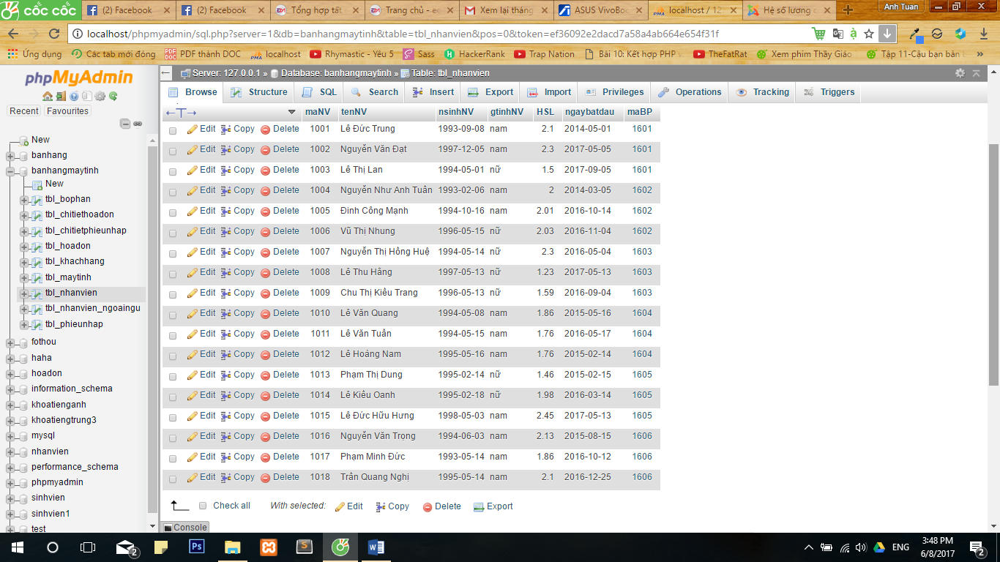 cốc cốc
(2) Facebook
(2) Facebook
Tổng hợp tất
Trang chủ - ee
Xem lại tháng
ASUS VivoBo
localhost / 12
Hệ số lương c
Anh Tuan
localhost/phpmyadmin/sql.php?server=1&db=banhangmaytinh&table=tbl_nhanvien&pos=0&token=ef36092e2dacd7a58a4ab664e654f31f
Ứng dụng Các tab mới đóng PDF thành DOC localhost Rhymastic - Yêu 5 Sass HackerRank Trap Nation Bài 10: Kết hợp PHP v TheFatRat Xem phim Thầy Giáo Tập 11-Cậu bạn bản t »
phpMyAdmin
Recent Favourites
New
banhang
banhangmaytinh
New
tbl_bophan
tbl_chitiethoadon
tbl_chitietphieunhap
tbl_hoadon
tbl_khachhang
tbl_maytinh
tbl_nhanvien
tbl_nhanvien_ngoaingu
tbl_phieunhap
fothou
haha
hoadon
information_schema
khoatienganh
khoatiengtrung3
mysql
nhanvien
performance_schema
phpmyadmin
sinhvien
sinhvien1
test
Server: 127.0.0.1 » Database: banhangmaytinh » Table: tbl_nhanvien
Browse Structure SQL Search Insert Export Import Privileges Operations Tracking Triggers
←T→ maNV tenNV nsinhNV gtinhNV HSL ngaybatdau maBP
Edit Copy Delete 1001 Lê Đức Trung 1993-09-08 nam 2.1 2014-05-01 1601
Edit Copy Delete 1002 Nguyễn Văn Đạt 1997-12-05 nam 2.3 2017-05-05 1601
Edit Copy Delete 1003 Lê Thị Lan 1994-05-01 nữ 1.5 2017-09-05 1601
Edit Copy Delete 1004 Nguyễn Như Anh Tuấn 1993-02-06 nam 2 2014-03-05 1602
Edit Copy Delete 1005 Đinh Công Mạnh 1994-10-16 nam 2.01 2016-10-14 1602
Edit Copy Delete 1006 Vũ Thị Nhung 1996-05-15 nữ 2.03 2016-11-04 1602
Edit Copy Delete 1007 Nguyễn Thị Hồng Huệ 1994-05-14 nữ 2.3 2016-05-04 1603
Edit Copy Delete 1008 Lê Thu Hằng 1997-05-13 nữ 1.23 2017-05-13 1603
Edit Copy Delete 1009 Chu Thị Kiều Trang 1996-05-13 nữ 1.59 2016-09-04 1603
Edit Copy Delete 1010 Lê Văn Quang 1994-05-08 nam 1.86 2015-05-16 1604
Edit Copy Delete 1011 Lê Văn Tuân 1994-05-15 nam 1.76 2016-05-17 1604
Edit Copy Delete 1012 Lê Hoàng Nam 1995-05-16 nam 1.76 2015-02-14 1604
Edit Copy Delete 1013 Phạm Thị Dung 1995-02-14 nữ 1.46 2015-02-15 1605
Edit Copy Delete 1014 Lê Kiều Oanh 1995-02-18 nữ 1.98 2016-03-14 1605
Edit Copy Delete 1015 Lê Đức Hữu Hưng 1998-05-03 nam 2.45 2017-05-13 1605
Edit Copy Delete 1016 Nguyễn Văn Trọng 1994-06-03 nam 2.13 2015-08-15 1606
Edit Copy Delete 1017 Phạm Minh Đức 1993-05-14 nam 1.86 2016-10-12 1606
Edit Copy Delete 1018 Trần Quang Nghị 1995-05-14 nam 2.1 2016-12-25 1606
Check all With selected: Edit Copy Delete Export
Console
2
Ps
S
ENG
3:48 PM
6/8/2017
2